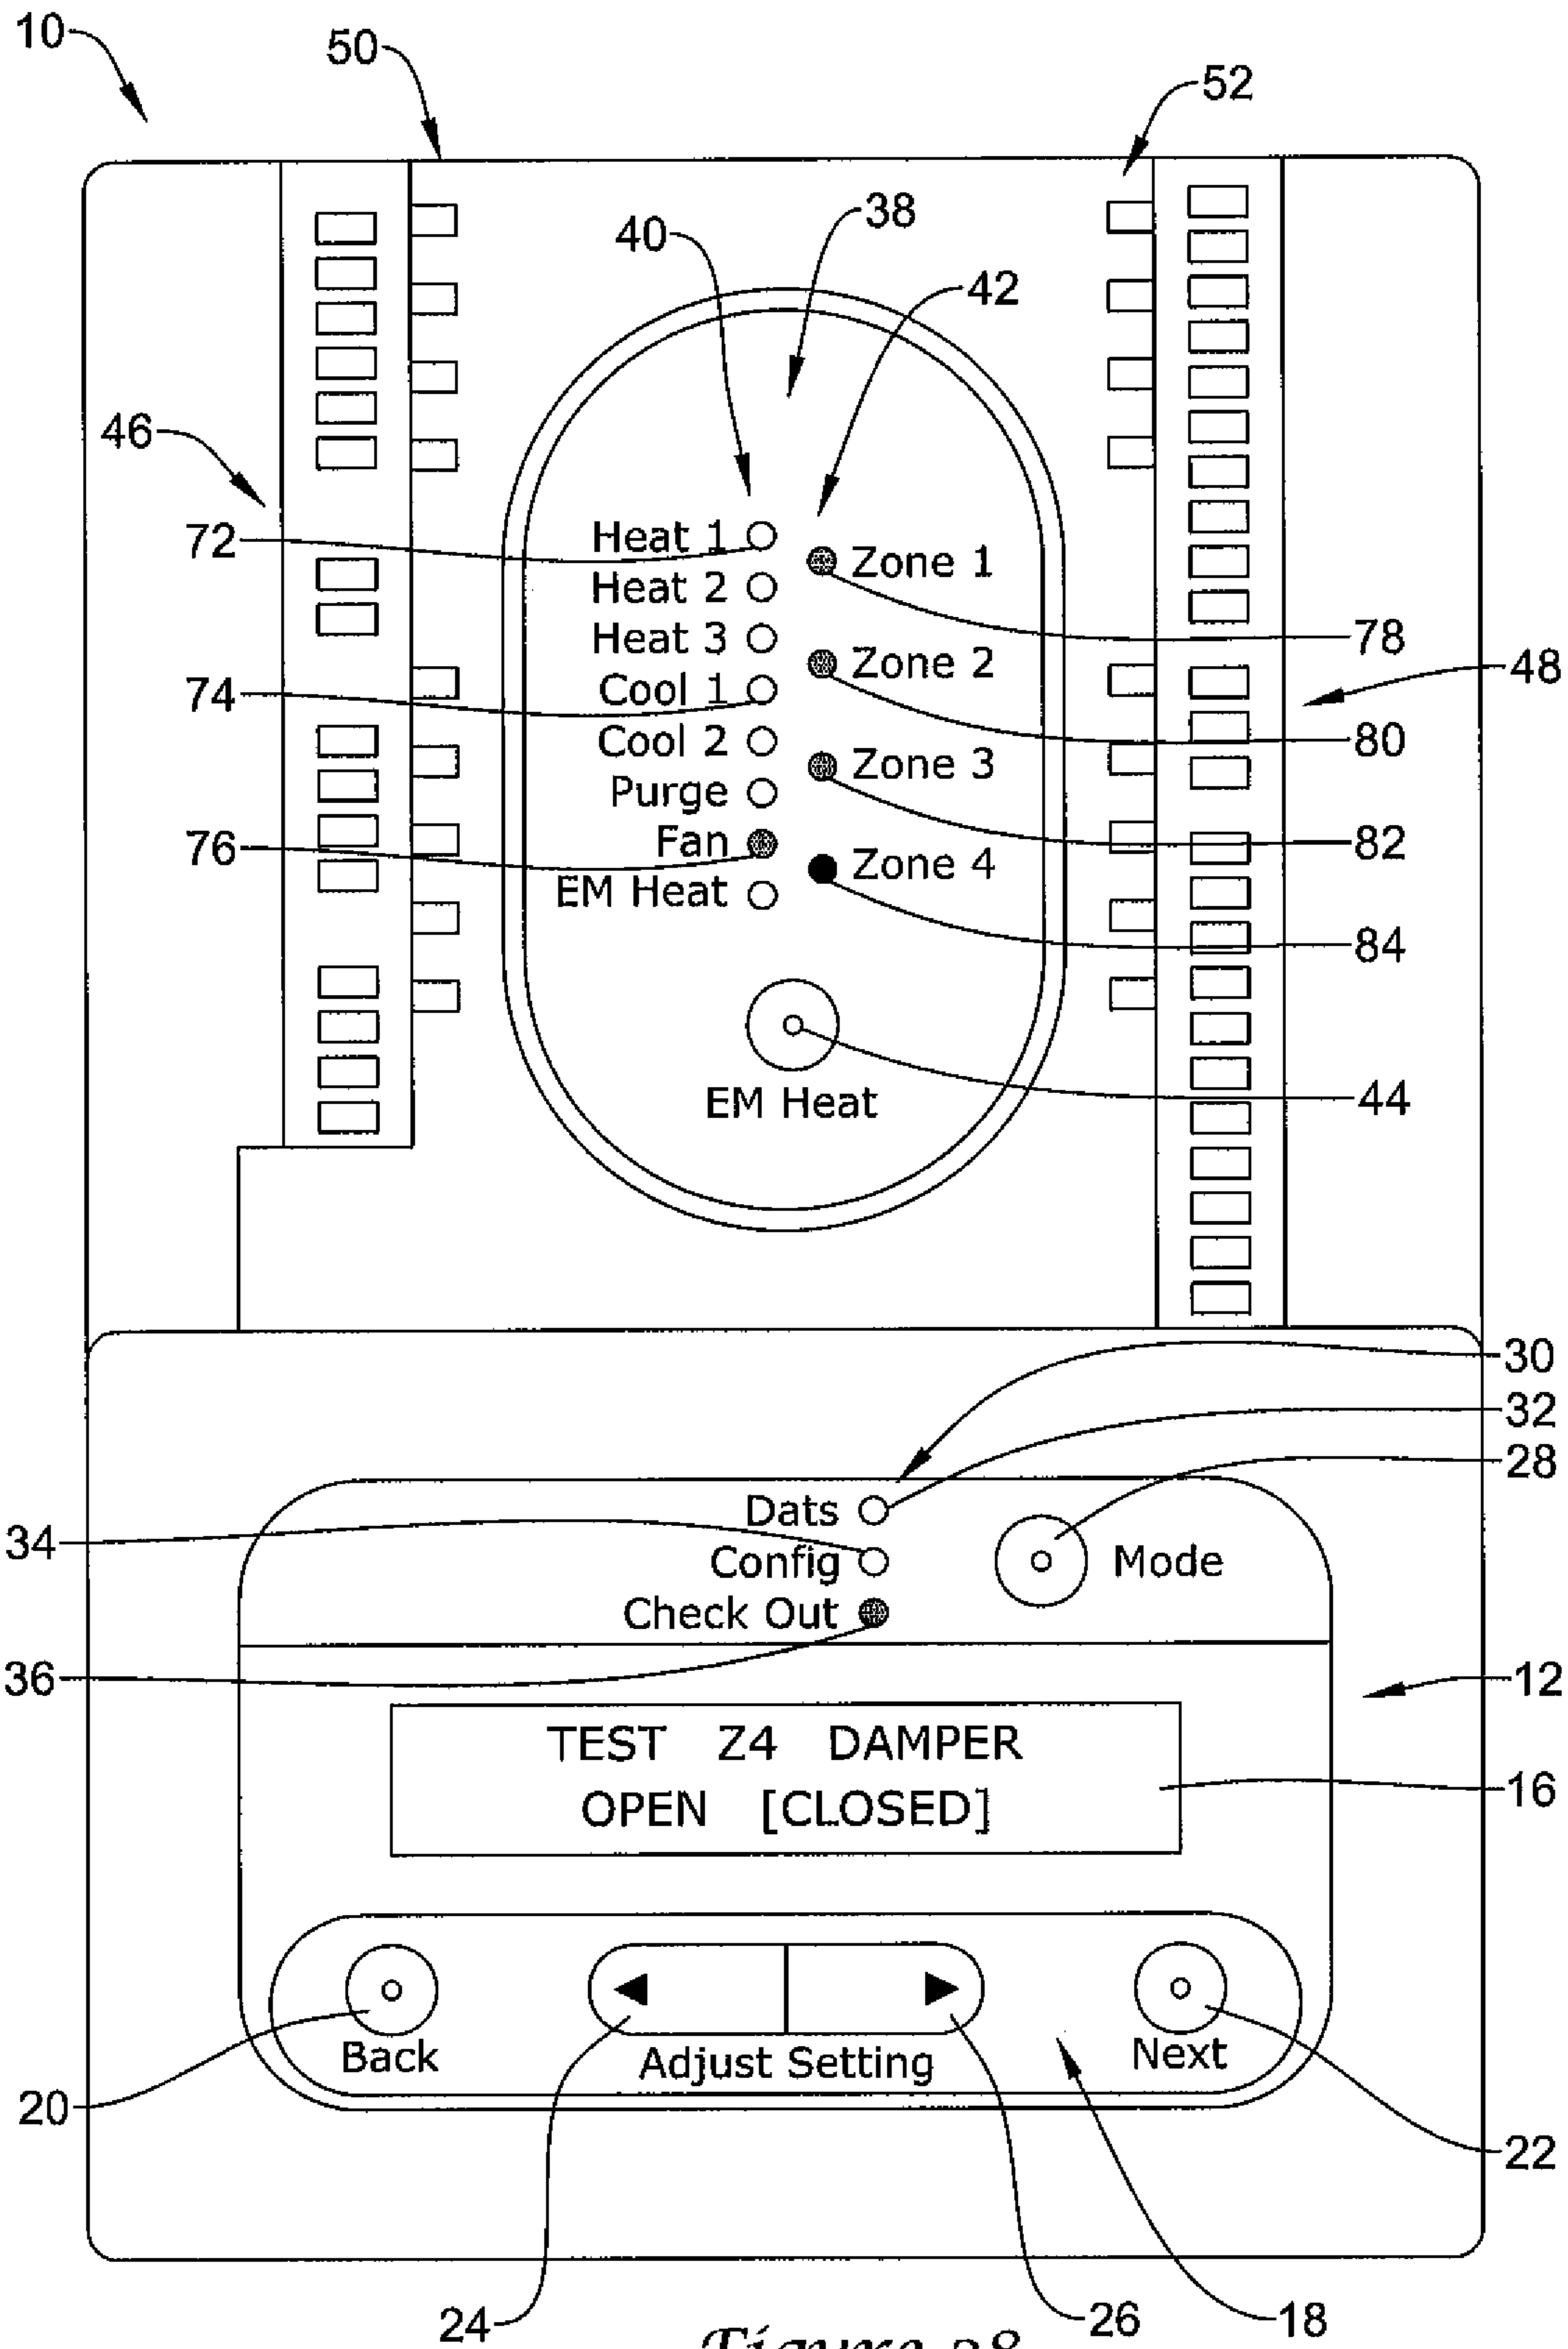 10
50
52
38
40
42
46
72
Heat 1
Zone 1
Heat 2
78
Heat 3
Zone 2
48
74
Cool 1
80
Cool 2
Zone 3
Purge
82
76
Fan
Zone 4
EM Heat
84
44
EM Heat
30
32
28
Dats
34
Config
Mode
Check Out
36
12
TEST Z4 DAMPER
16
OPEN [CLOSED]
Back
Adjust Setting
Next
20
22
24
26
18